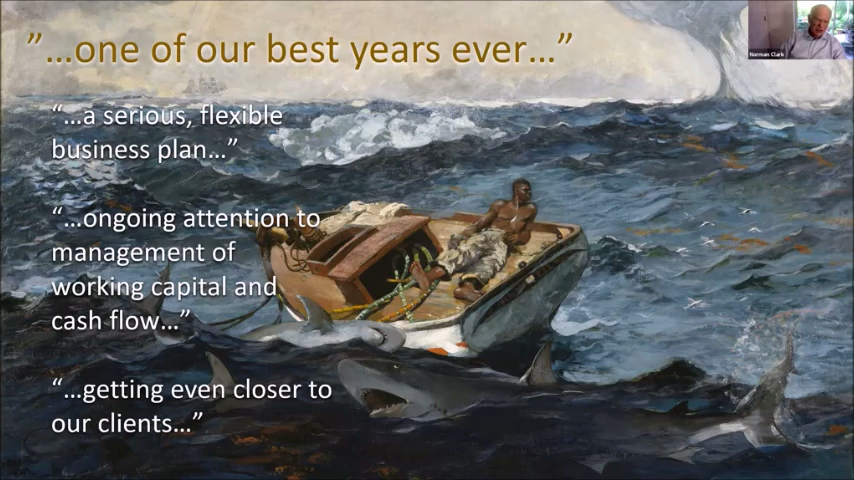 ”…one of our best years ever…”
“…a serious, flexible
business plan…”
“…ongoing attention to
management of
working capital and
cash flow…”
“…getting even closer to
our clients…”
Norman Clark